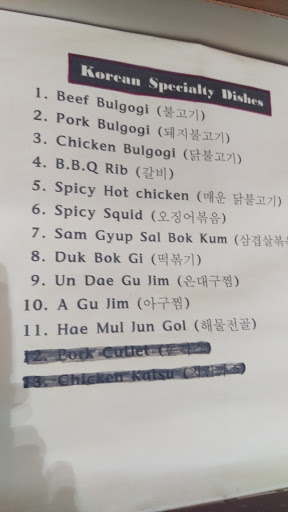 Korean Specialty Dishes
1. Beef Bulgogi (불고기)
2. Pork Bulgogi (돼지불고기)
3. Chicken Bulgogi (닭불고기)
4. B.B.Q Rib (갈비)
5. Spicy Hot chicken (매운 닭불고기)
6. Spicy Squid (오징어볶음)
7. Sam Gyup Sal Bok Kum (삼겹살볶
8. Duk Bok Gi (떡볶기)
9. Un Dae Gu Jim (은대구찜)
10. A Gu Jim (아구찜)
11. Hae Mul Jun Gol (해물전골)
12. Pork Cutlet
13. Chicken Katsu